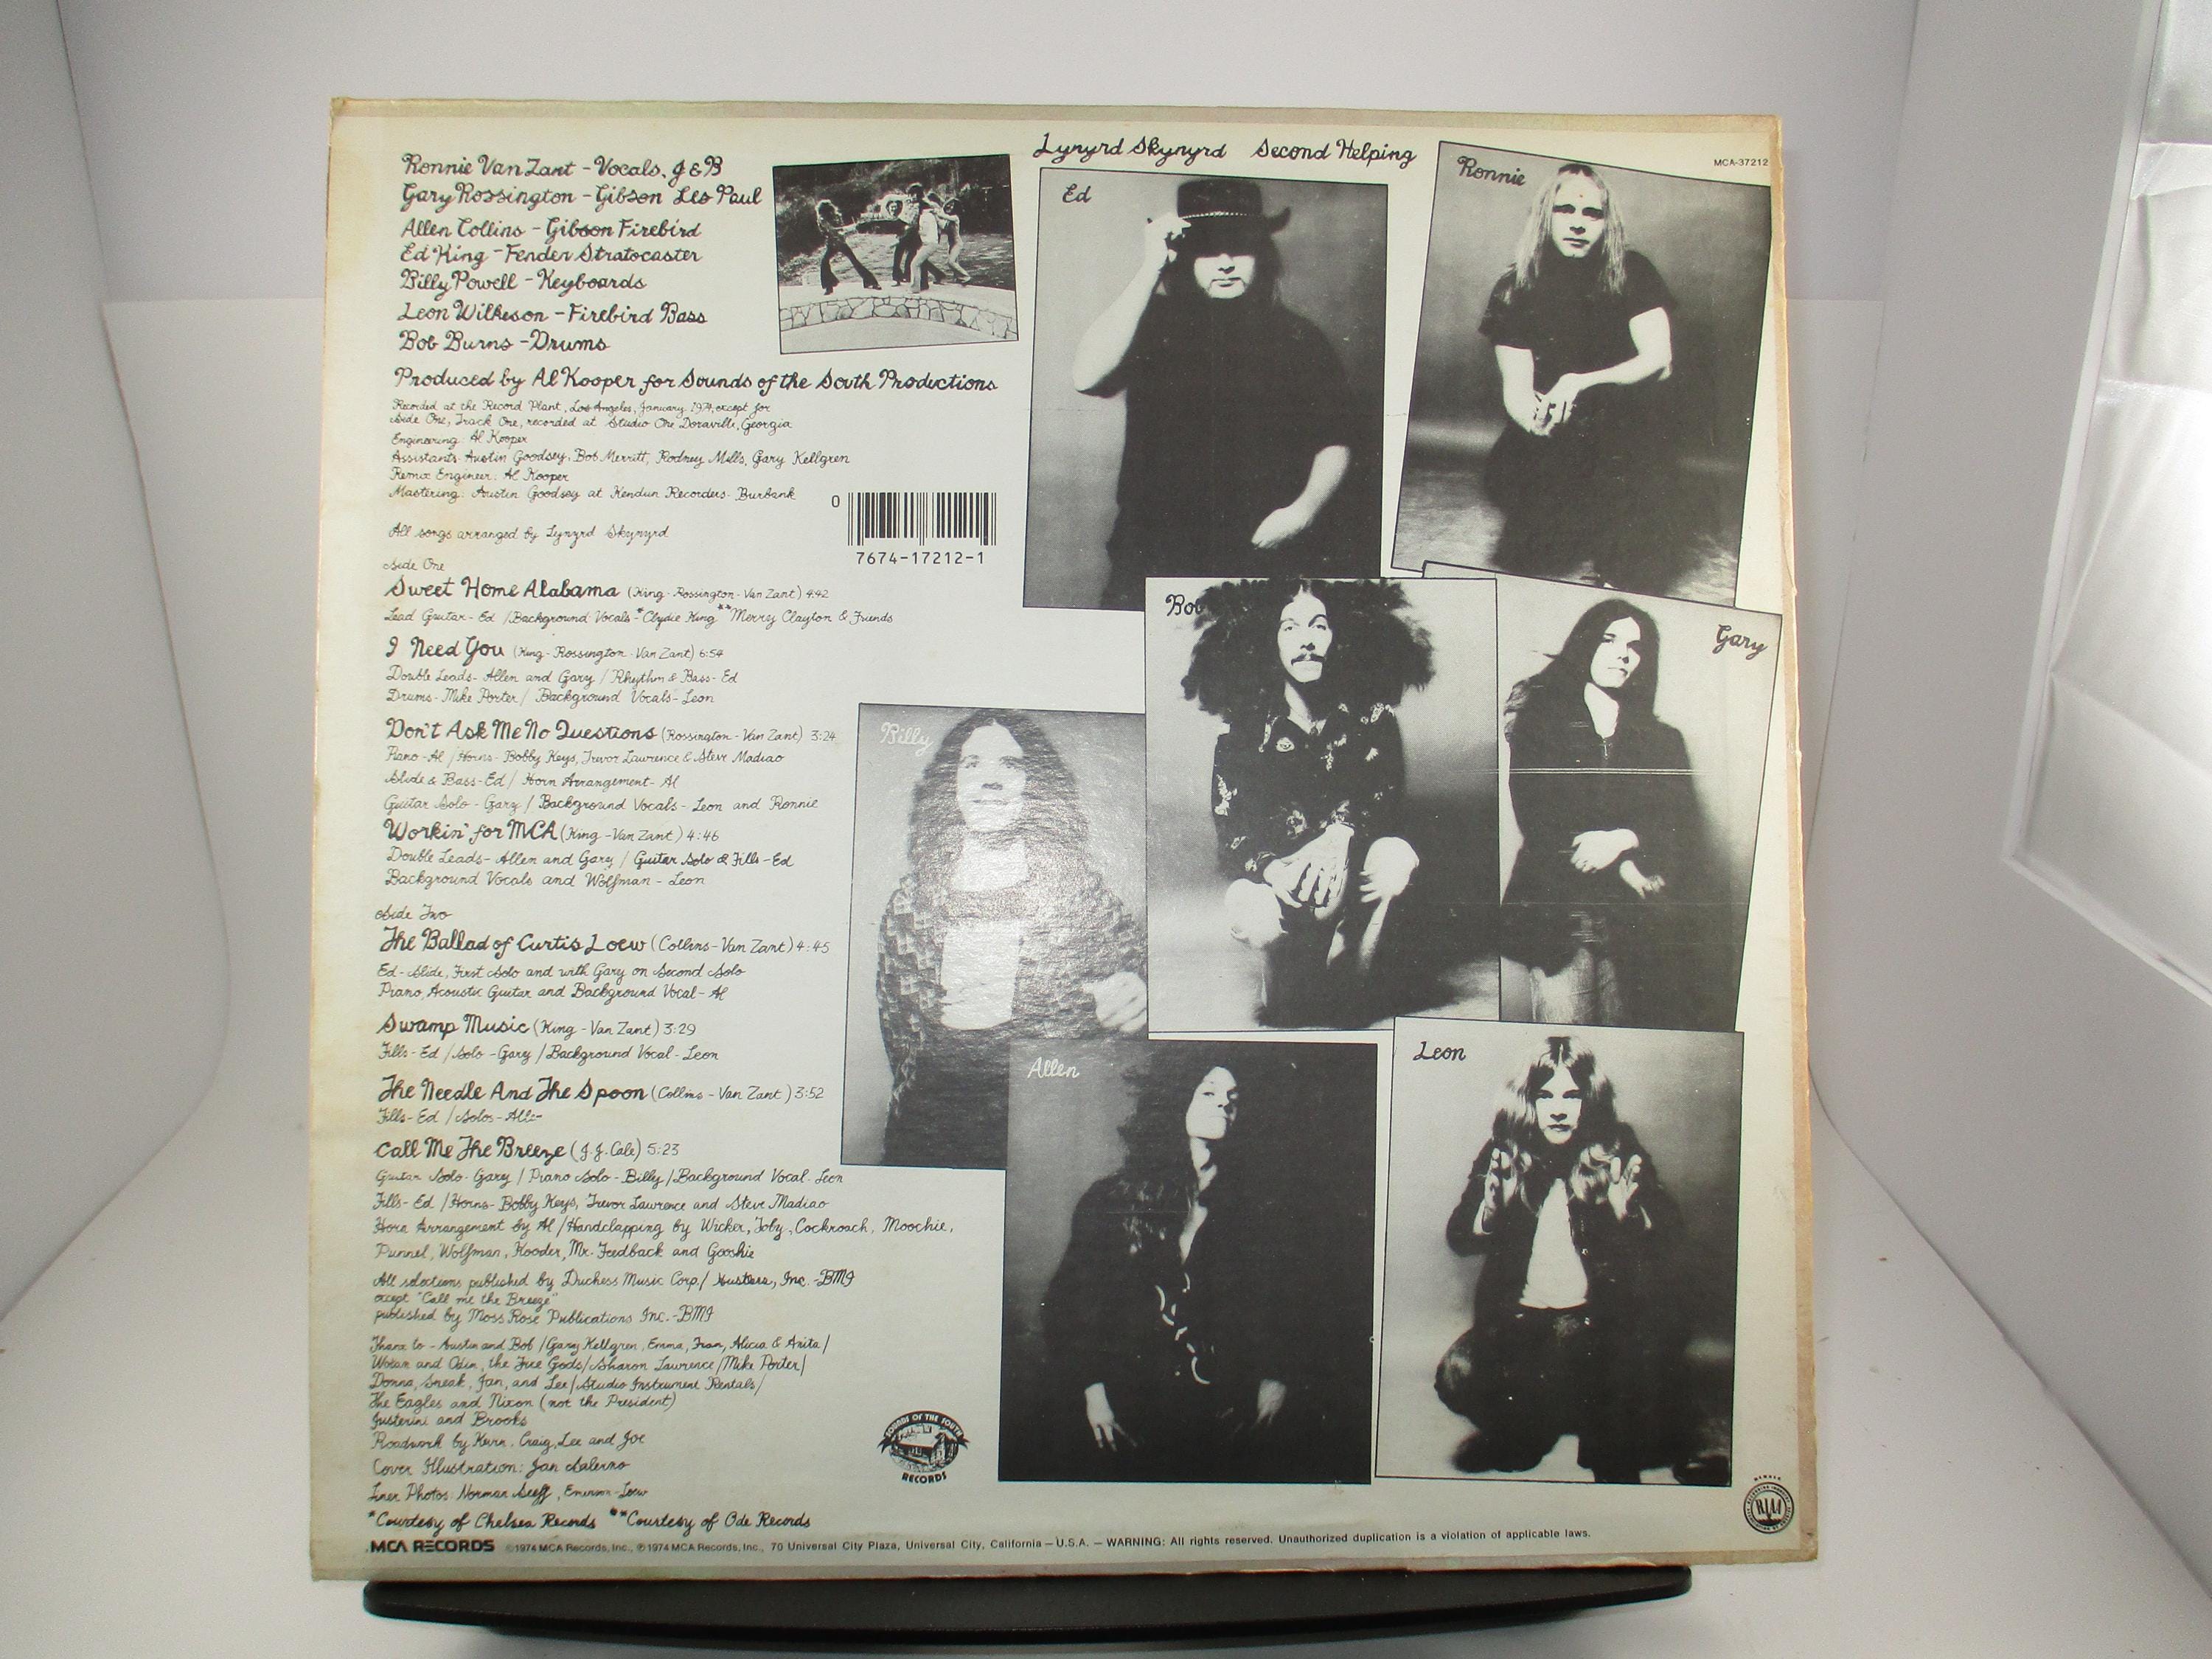 Lynyrd Skynyrd Second Helping
MCA-37212
Ronnie Van Zant - Vocals, J & B
Gary Rossington - Gibson Les Paul
Allen Collins - Gibson Firebird
Ed King - Fender Stratocaster
Billy Powell - Keyboards
Leon Wilkeson - Firebird Bass
Bob Burns - Drums
Produced by Al Kooper for Sounds of the South Productions
Recorded at the Record Plant, Los Angeles, January 1974, except for
Side One, Track One, recorded at Studio One Doraville, Georgia
Engineering: Al Kooper
Assistants: Austin Godsey, Bob Merritt, Rodney Mills, Gary Kellgren
Remix Engineer: Al Kooper
Mastering: Austin Godsey at Kendun Recorders - Burbank
0
7674-17212-1
All songs arranged by Lynyrd Skynyrd
Side One
Sweet Home Alabama (King - Rossington - Van Zant) 4:42
Lead Guitar - Ed / Background Vocals - *Clydie King **Merry Clayton & Friends
I Need You (King - Rossington - Van Zant) 6:54
Double Leads - Allen and Gary / Rhythm & Bass - Ed
Drums - Mike Porter / Background Vocals - Leon
Don't Ask Me No Questions (Rossington - Van Zant) 3:24
Piano - Al / Horns - Bobby Keys, Trevor Lawrence & Steve Madiao
Slide & Bass - Ed / Horn Arrangement - Al
Guitar Solo - Gary / Background Vocals - Leon and Ronnie
Workin' for MCA (King - Van Zant) 4:46
Double Leads - Allen and Gary / Guitar Solo & Fills - Ed
Background Vocals and Wolfman - Leon
Side Two
The Ballad of Curtis Loew (Collins - Van Zant) 4:45
Ed - Slide, First Solo and with Gary on Second Solo
Piano, Acoustic Guitar and Background Vocal - Al
Swamp Music (King - Van Zant) 3:29
Fills - Ed / Solo - Gary / Background Vocal - Leon
The Needle And The Spoon (Collins - Van Zant) 3:52
Fills - Ed / Solos - Allen
Call Me The Breeze (J.J. Cale) 5:23
Guitar Solo - Gary / Piano Solo - Billy / Background Vocal - Leon
Fills - Ed / Horns - Bobby Keys, Trevor Lawrence and Steve Madiao
Horn Arrangement by Al / Handclapping by Wicker, Toby, Cockroach, Moochie,
Punnel, Wolfman, Kooder, Mr. Feedback and Gooshie
All selections published by Duchess Music Corp./ Hustlers, Inc. - BMI
except "Call me the Breeze"
published by Moss Rose Publications Inc. - BMI
Thanx to - Austin and Bob / Gary Kellgren, Emma, Fran, Alicia & Anita /
Wotan and Odin, the Fire Gods / Sharon Lawrence / Mike Porter /
Donna, Sneak, Jan, and Lee / Studio Instrument Rentals /
The Eagles and Nixon (not the President)
Justerini and Brooks
Roadwork by Kevin, Craig, Lee and Joe
Cover Illustration: Jan Salerno
Liner Photos: Norman Seeff, Emerson-Loew
*Courtesy of Chelsea Records **Courtesy of Ode Records
MCA RECORDS ©1974 MCA Records, Inc., ℗1974 MCA Records, Inc., 70 Universal City Plaza, Universal City, California — U.S.A. — WARNING: All rights reserved. Unauthorized duplication is a violation of applicable laws.
Ed
Ronnie
Bob
Gary
Billy
Allen
Leon
SOUNDS OF THE SOUTH
RECORDS
MEMBER
RIAA